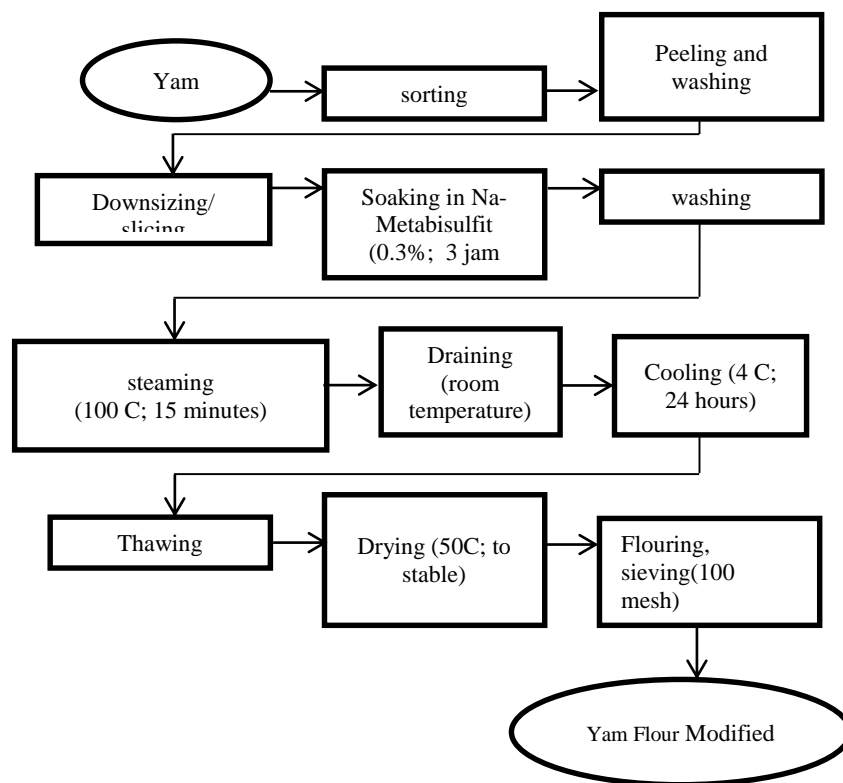 Yam
sorting
Peeling and
washing
Downsizing/
slicing
Soaking in Na-
Metabisulfit
(0.3%; 3 jam
washing
steaming
(100 C; 15 minutes)
Draining
(room
temperature)
Cooling (4 C;
24 hours)
Thawing
Drying (50C; to
stable)
Flouring,
sieving(100
mesh)
Yam Flour Modified